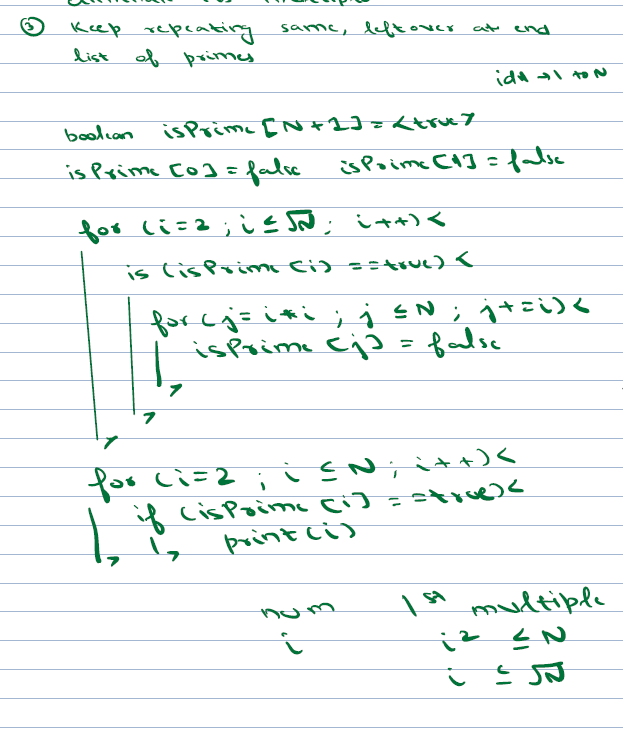 ③ Keep repeating same, leftover at end
list of primes
idx → 1 to N
boolean isPrime [N+1] = {true}
isPrime [0] = false isPrime [1] = false
for (i=2 ; i ≤ √N ; i++) {
is (isPrime [i] == true) {
for (j = i*i ; j ≤ N ; j+=i) {
isPrime [j] = false
}
}
}
for (i=2 ; i ≤ N ; i++) {
if (isPrime [i] == true) {
} } print (i)
num 1st multiple
i i2 ≤ N
i ≤ √N